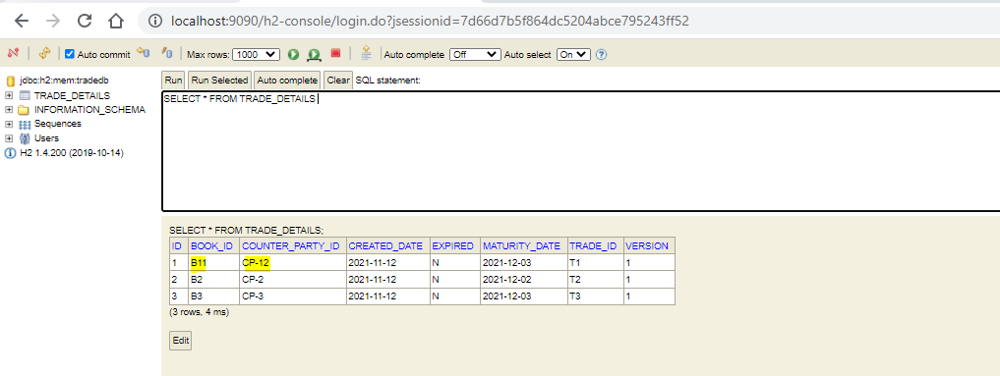 localhost:9090/h2-console/login.do?jsessionid=7d66d7b5f864dc5204abce795243ff52
Auto commit Max rows: 1000 Auto complete Off Auto select On ?
jdbc:h2:mem:tradedb
TRADE_DETAILS
INFORMATION_SCHEMA
Sequences
Users
H2 1.4.200 (2019-10-14)
Run Run Selected Auto complete Clear SQL statement:
SELECT * FROM TRADE_DETAILS
SELECT * FROM TRADE_DETAILS;
ID BOOK_ID COUNTER_PARTY_ID CREATED_DATE EXPIRED MATURITY_DATE TRADE_ID VERSION
1 B11 CP-12 2021-11-12 N 2021-12-03 T1 1
2 B2 CP-2 2021-11-12 N 2021-12-02 T2 1
3 B3 CP-3 2021-11-12 N 2021-12-03 T3 1
(3 rows, 4 ms)
Edit